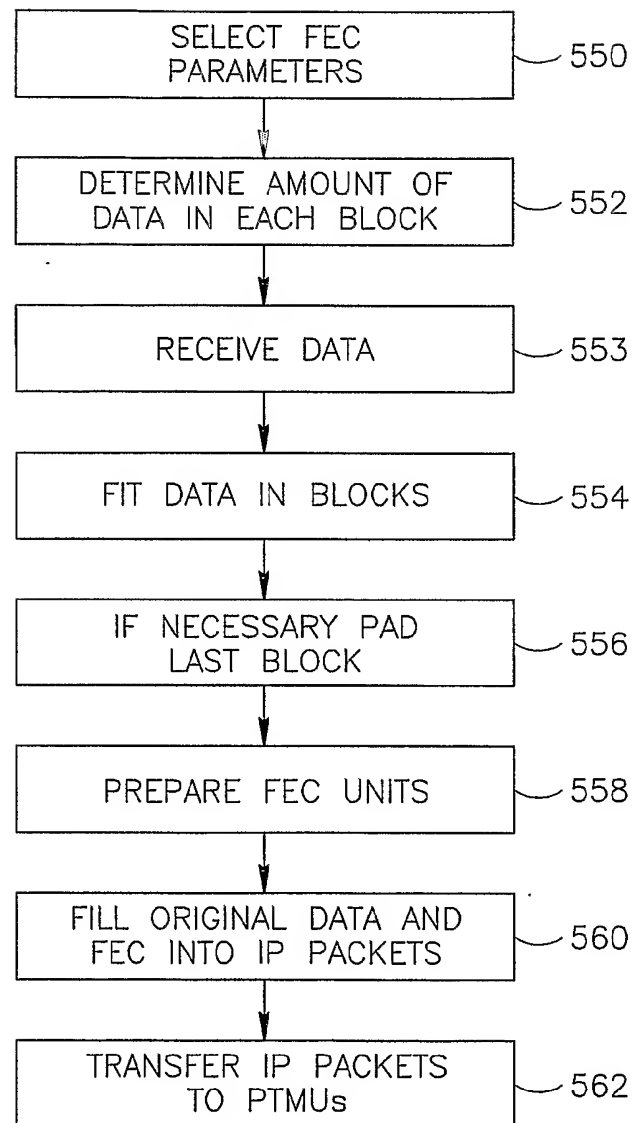 SELECT FEC
PARAMETERS
550
DETERMINE AMOUNT OF
DATA IN EACH BLOCK
552
RECEIVE DATA
553
FIT DATA IN BLOCKS
554
IF NECESSARY PAD
LAST BLOCK
556
PREPARE FEC UNITS
558
FILL ORIGINAL DATA AND
FEC INTO IP PACKETS
560
TRANSFER IP PACKETS
TO PTMUs
562